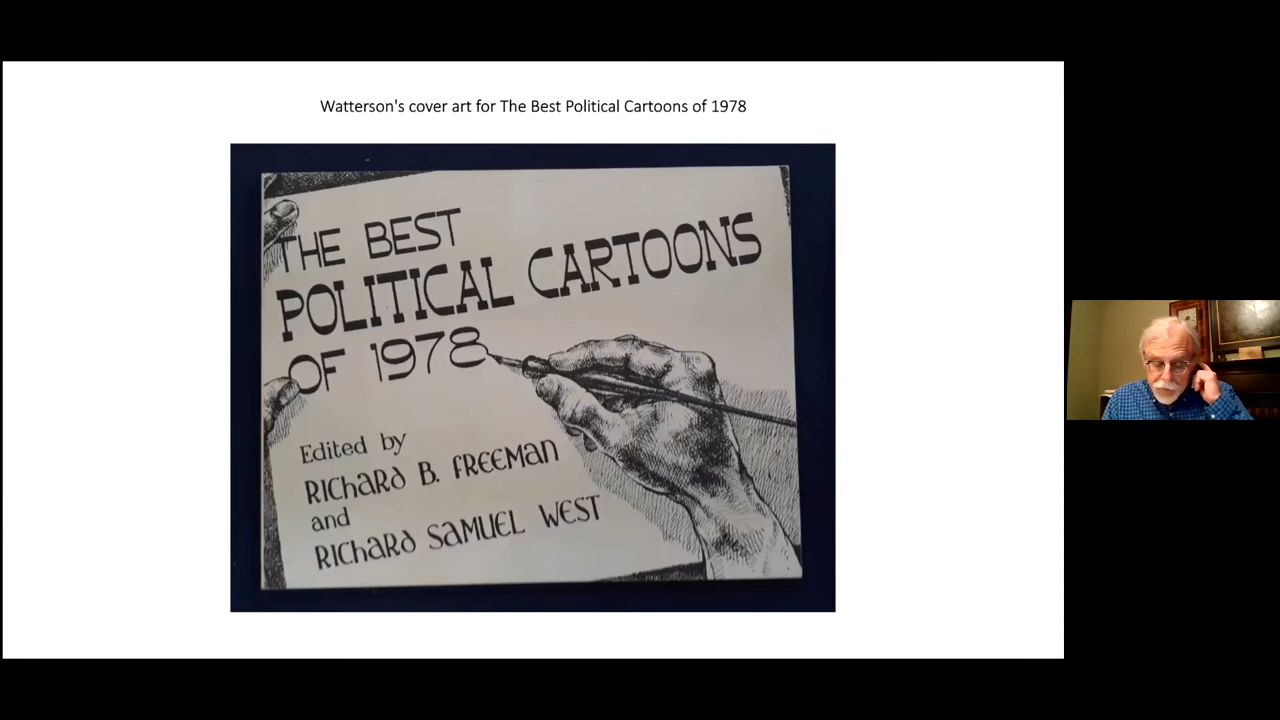 Watterson's cover art for The Best Political Cartoons of 1978
THE BEST
POLITICAL CARTOONS
OF 1978
Edited by
RIChARD B. FREEMAN
and
RIChARD SAMUEL WEST